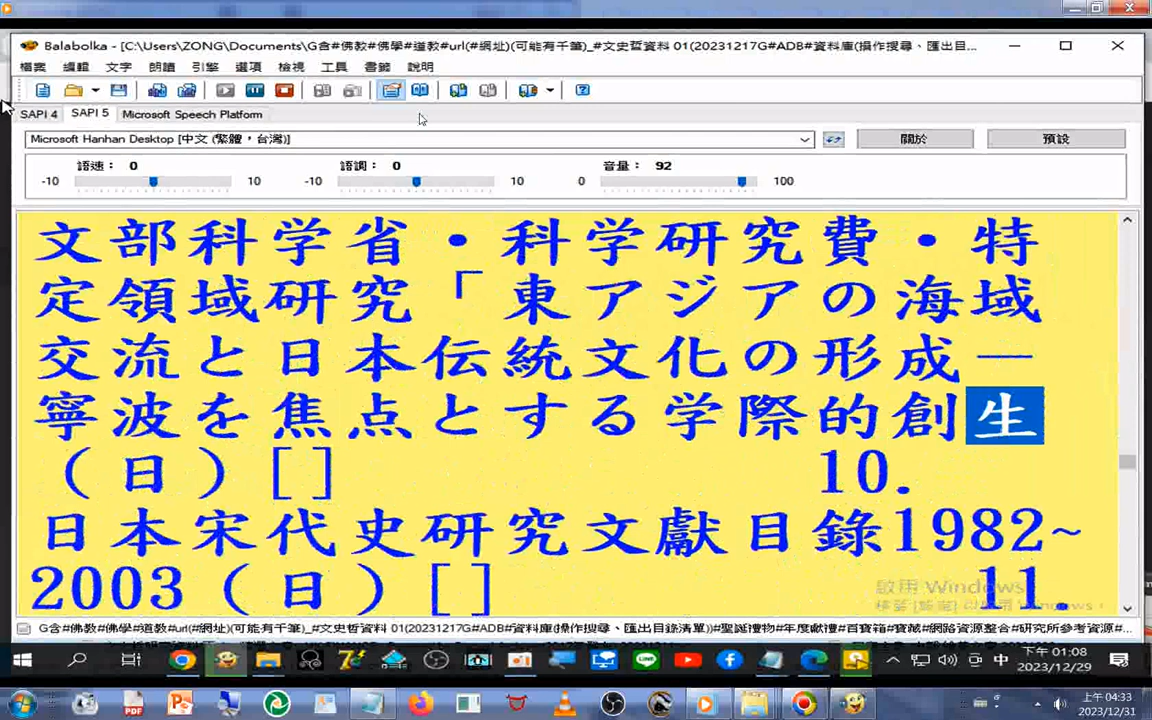 Balabolka - [C:\Users\ZONG\Documents\G含#佛教#佛學#道教#url(#網址)(可能有千筆)_#文史哲資料 01(20231217G#ADB#資料庫(操作搜尋、匯出目...
檔案 編輯 文字 朗讀 引擎 選項 檢視 工具 書籤 說明
SAPI 4 SAPI 5 Microsoft Speech Platform
Microsoft Hanhan Desktop [中文 (繁體，台灣)] 關於 預設
語速： 0 語調： 0 音量： 92
-10 10 -10 10 0 100
文部科学省・科学研究費・特
定領域研究「東アジアの海域
交流と日本伝統文化の形成—
寧波を焦点とする学際的創生
（日）[] 10.
日本宋代史研究文獻目錄1982~
2003（日）[] 11.
啟用 Windows
G含#佛教#佛學#道教#url(#網址)(可能有千筆)_#文史哲資料 01(20231217G#ADB#資料庫(操作搜尋、匯出目錄清單))#聖誕禮物#年度獻禮#百寶箱#寶藏#網路資源整合#研究所參考資源#...
中 下午 01:08
2023/12/29
上午 04:33
2023/12/31